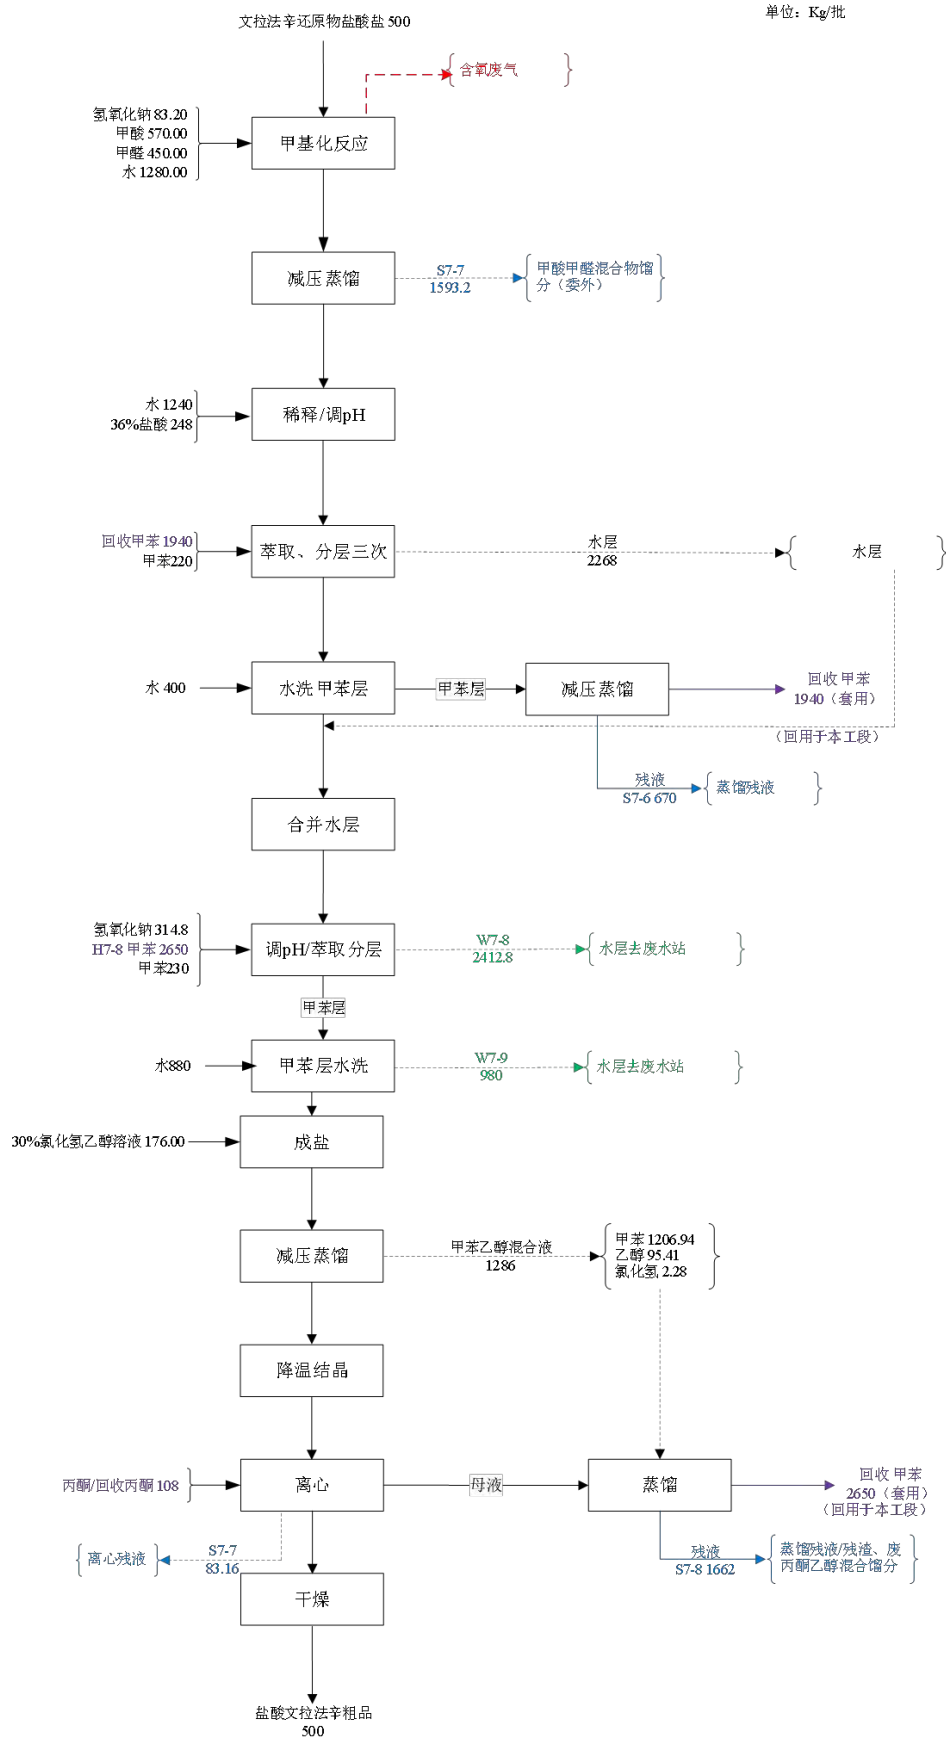 单位：Kg/批
文拉法辛还原物盐酸盐 500
含氧废气
氢氧化钠 83.20
甲酸 570.00
甲醛 450.00
水 1280.00
甲基化反应
减压蒸馏
S7-7
1593.2
甲酸甲醛混合物馏
分（委外）
水 1240
36%盐酸 248
稀释/调pH
回收甲苯 1940
甲苯220
萃取、分层三次
水层
2268
水层
水 400
水洗 甲苯层
甲苯层
减压蒸馏
回收 甲苯
1940（套用）
（回用于本工段）
残液
S7-6 670
蒸馏残液
合并水层
氢氧化钠 314.8
H7-8 甲苯 2650
甲苯230
调pH/萃取 分层
W7-8
2412.8
水层去废水站
甲苯层
水880
甲苯层水洗
W7-9
980
水层去废水站
30%氯化氢乙醇溶液 176.00
成盐
减压蒸馏
甲苯乙醇混合液
1286
甲苯 1206.94
乙醇 95.41
氯化氢 2.28
降温结晶
丙酮/回收丙酮 108
离心
母液
蒸馏
回收 甲苯
2650（套用）
（回用于本工段）
离心残液
S7-7
83.16
残液
S7-8 1662
蒸馏残液/残渣、废
丙酮乙醇混合馏分
干燥
盐酸文拉法辛粗品
500